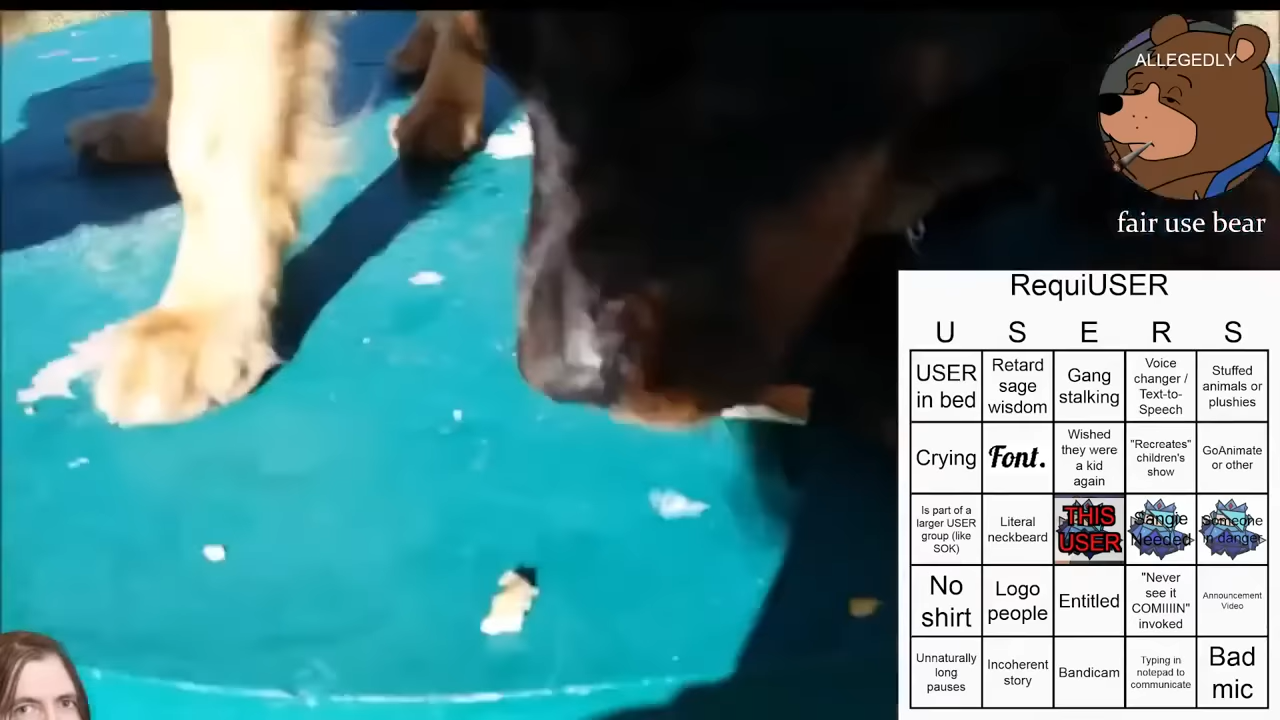 ALLEGEDLY
fair use bear
RequiUSER
U S E R S
USER
in bed
Retard
sage
wisdom
Gang
stalking
Voice
changer /
Text-to-
Speech
Stuffed
animals or
plushies
Crying
Font.
Wished
they were
a kid
again
"Recreates"
children's
show
GoAnimate
or other
Is part of a
larger USER
group (like
SOK)
Literal
neckbeard
THIS
USER
Sangie
Needed
Someone
in danger
No
shirt
Logo
people
Entitled
"Never
see it
COMIIIIN"
invoked
Announcement
Video
Unnaturally
long
pauses
Incoherent
story
Bandicam
Typing in
notepad to
communicate
Bad
mic